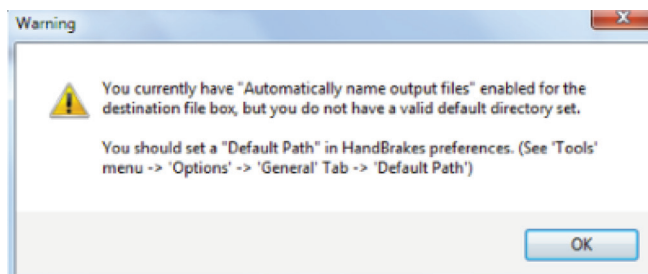 Warning
You currently have "Automatically name output files" enabled for the
destination file box, but you do not have a valid default directory set.
You should set a "Default Path" in HandBrakes preferences. (See 'Tools'
menu -> 'Options' -> 'General' Tab -> 'Default Path')
OK